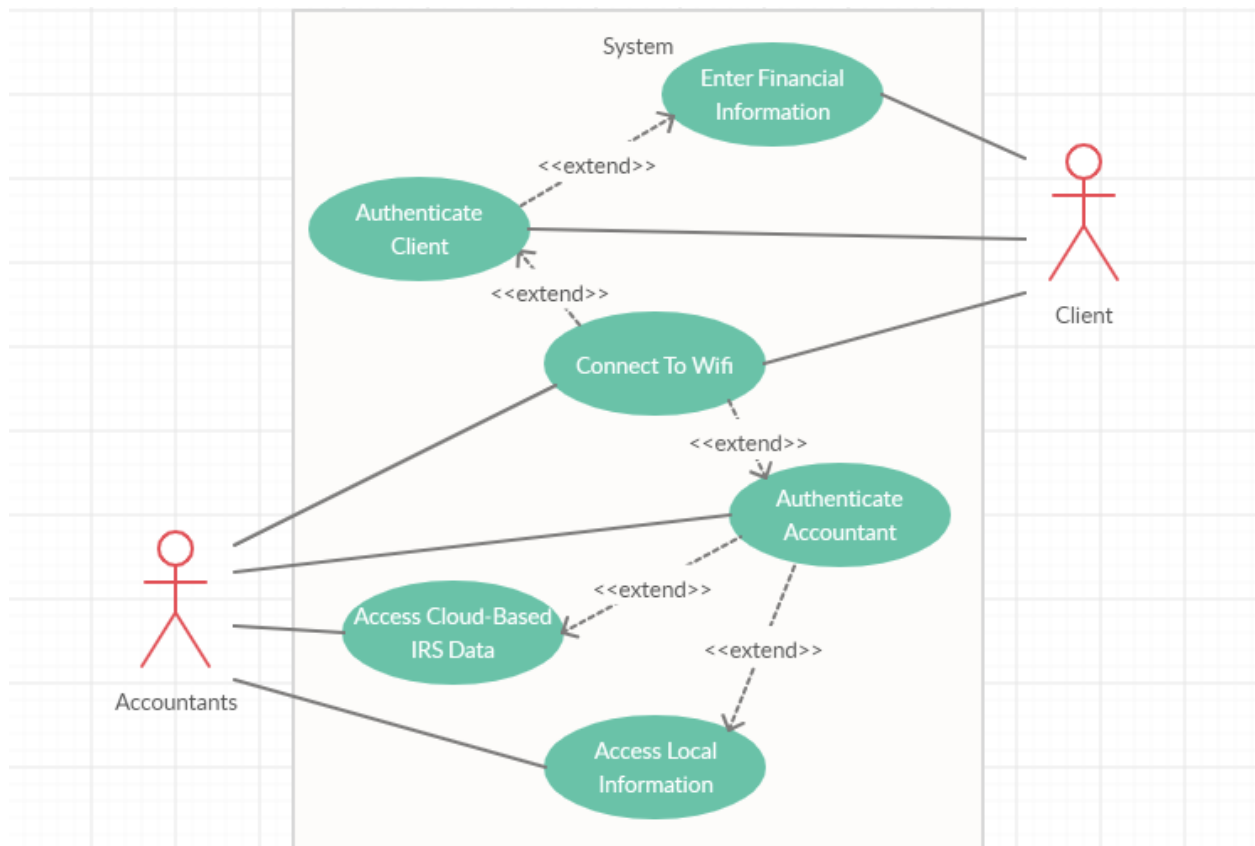 System
Enter Financial
Information
<<extend>>
Authenticate
Client
<<extend>>
Client
Connect To Wifi
<<extend>>
Authenticate
Accountant
<<extend>>
Access Cloud-Based
IRS Data
<<extend>>
Accountants
Access Local
Information